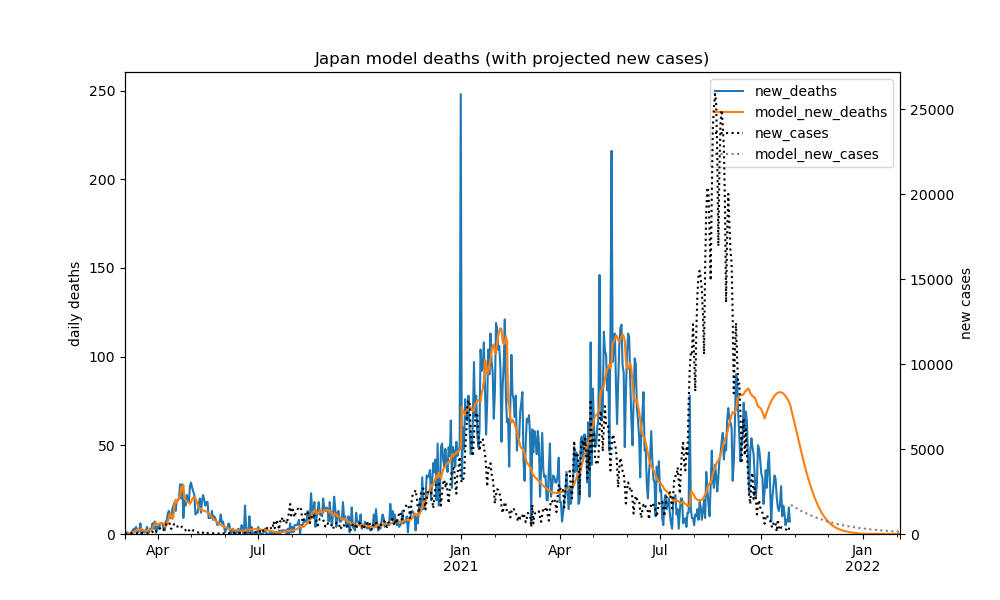 Japan model deaths (with projected new cases)
250
200
150
100
50
0
daily deaths
25000
20000
15000
10000
5000
0
new cases
new_deaths
model_new_deaths
new_cases
model_new_cases
Apr
Jul
Oct
Jan
2021
Apr
Jul
Oct
Jan
2022